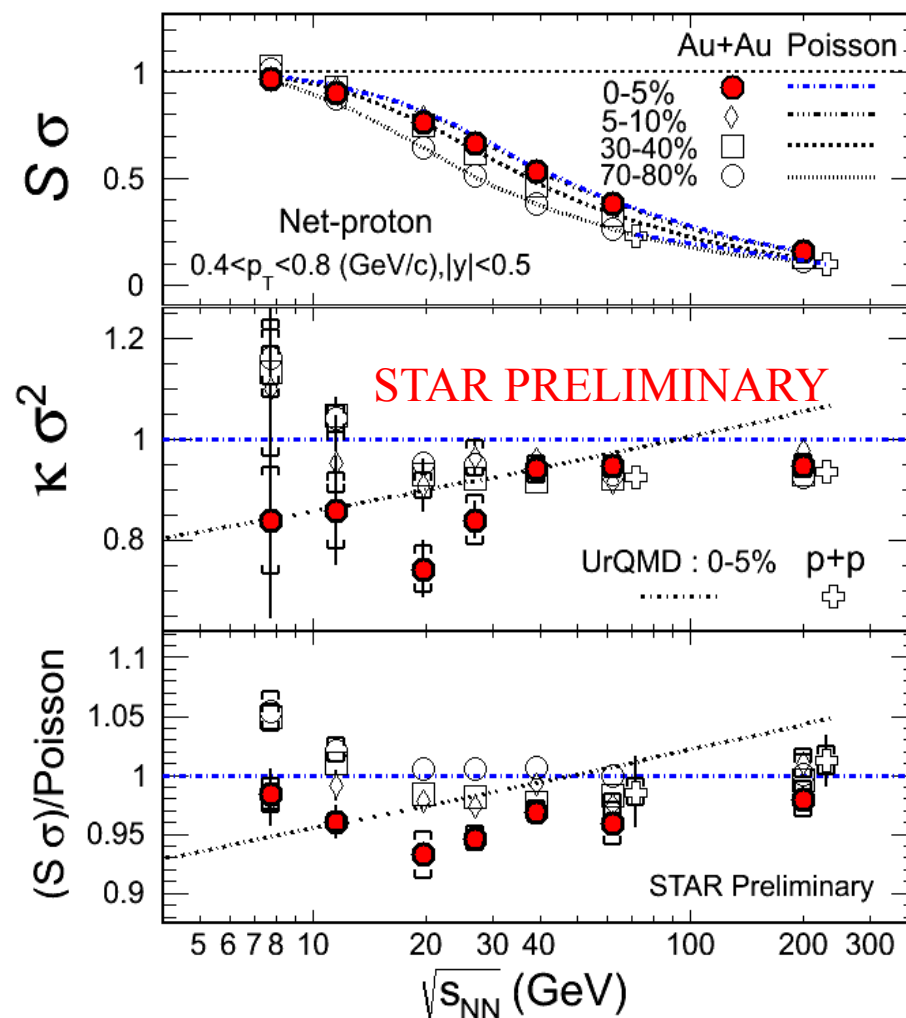 Au+Au Poisson
1
0-5%
5-10%
30-40%
70-80%
S σ
0.5
Net-proton
0.4<p_T<0.8 (GeV/c),|y|<0.5
0
1.2
STAR PRELIMINARY
κ σ²
1
0.8
UrQMD : 0-5% p+p
1.1
1.05
(S σ)/Poisson
1
0.95
0.9
STAR Preliminary
5 6 7 8 10 20 30 40 100 200 300
√s_NN (GeV)